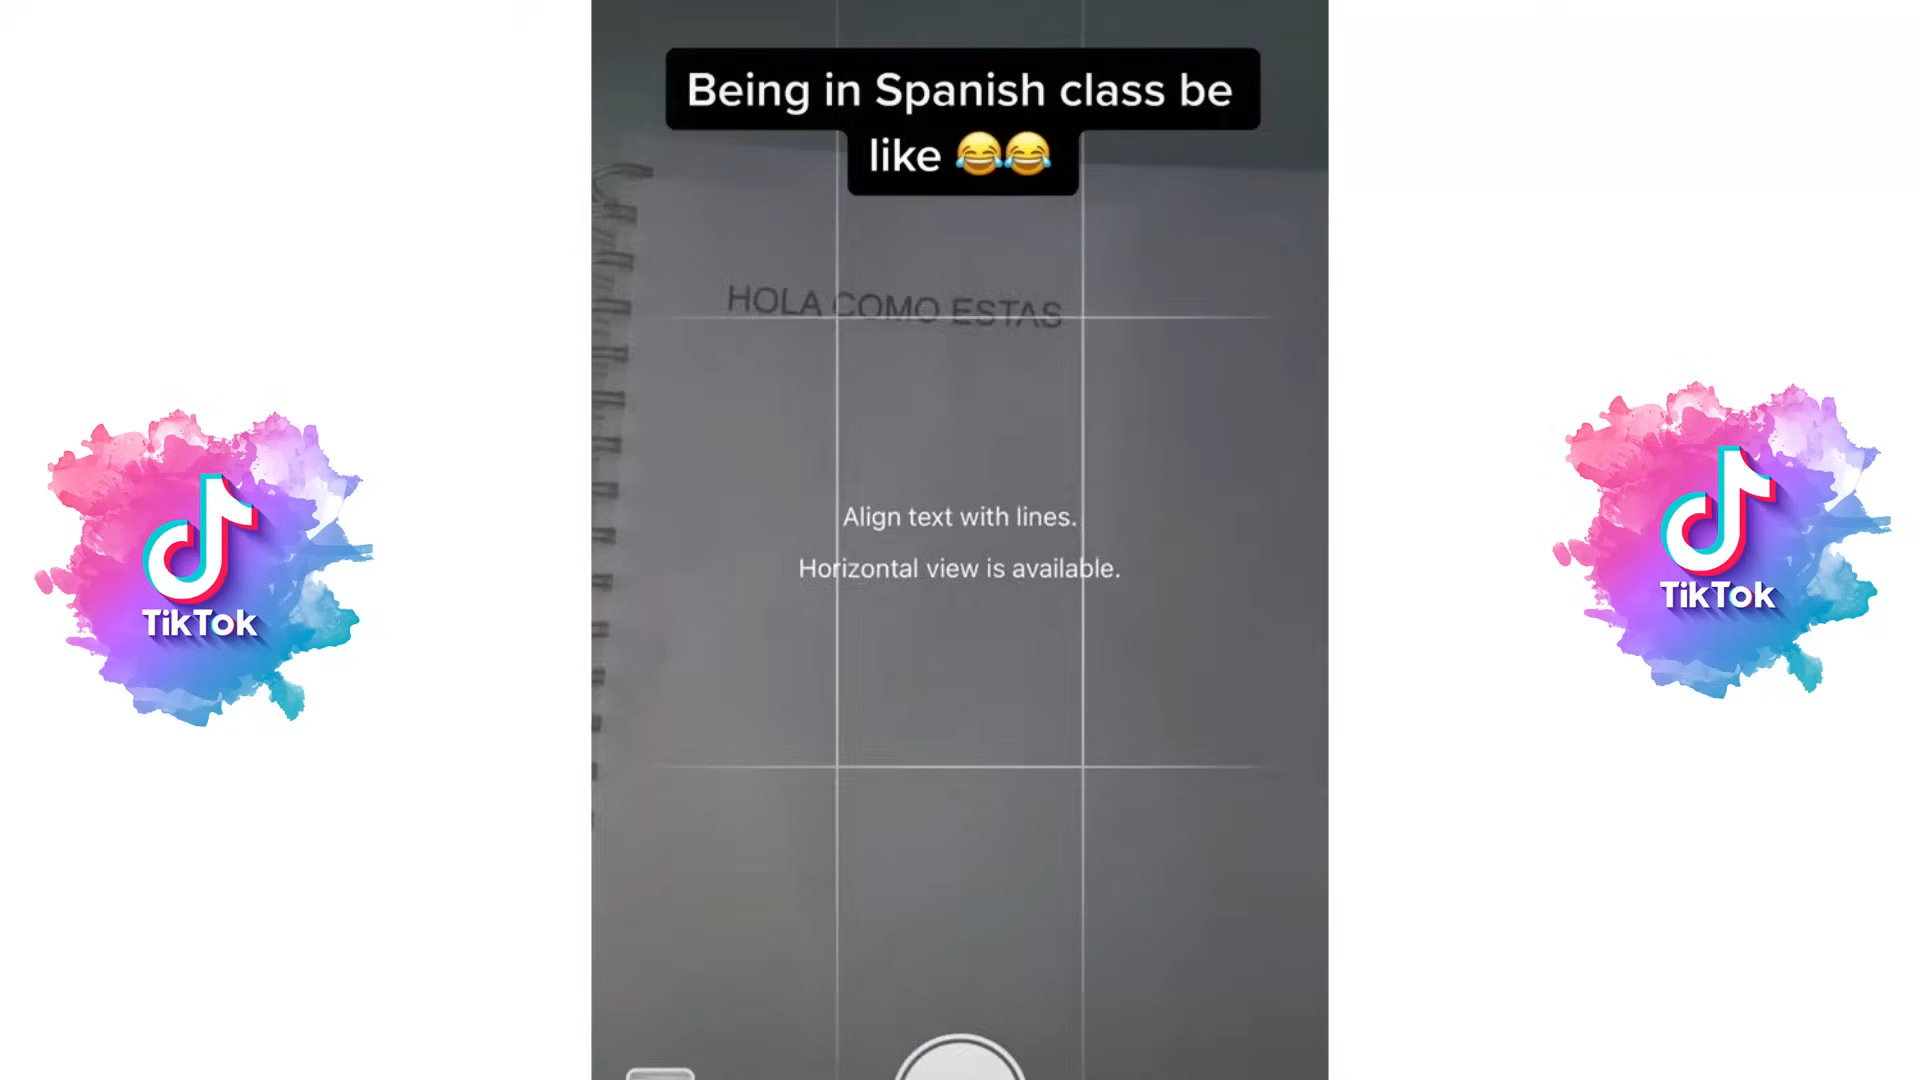 Being in Spanish class be
like 😂😂
HOLA COMO ESTAS
Align text with lines.
Horizontal view is available.
TikTok
TikTok